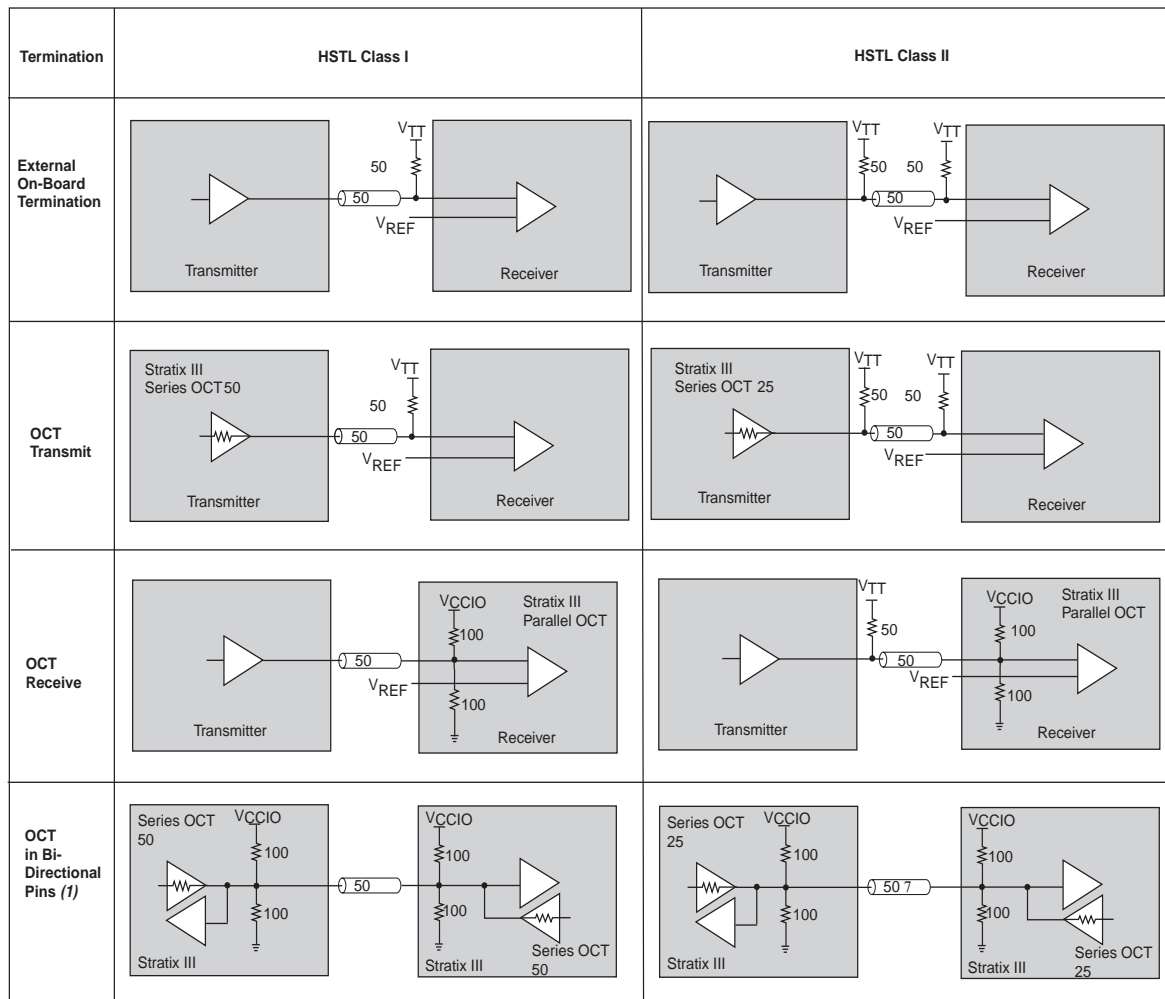 Termination
HSTL Class I
HSTL Class II
External
On-Board
Termination
VTT
50
50
VREF
Transmitter
Receiver
VTT
VTT
50
50
50
VREF
Transmitter
Receiver
OCT
Transmit
Stratix III
Series OCT50
VTT
50
50
VREF
Transmitter
Receiver
Stratix III
Series OCT 25
VTT
VTT
50
50
50
VREF
Transmitter
Receiver
OCT
Receive
VCCIO
Stratix III
Parallel OCT
100
50
VREF
100
Transmitter
Receiver
VTT
50
VCCIO
Stratix III
Parallel OCT
100
50
VREF
100
Transmitter
Receiver
OCT
in Bi-
Directional
Pins (1)
Series OCT
50
VCCIO
100
100
Stratix III
50
VCCIO
100
100
Stratix III
Series OCT
50
Series OCT
25
VCCIO
100
100
Stratix III
50 7
VCCIO
100
100
Stratix III
Series OCT
25